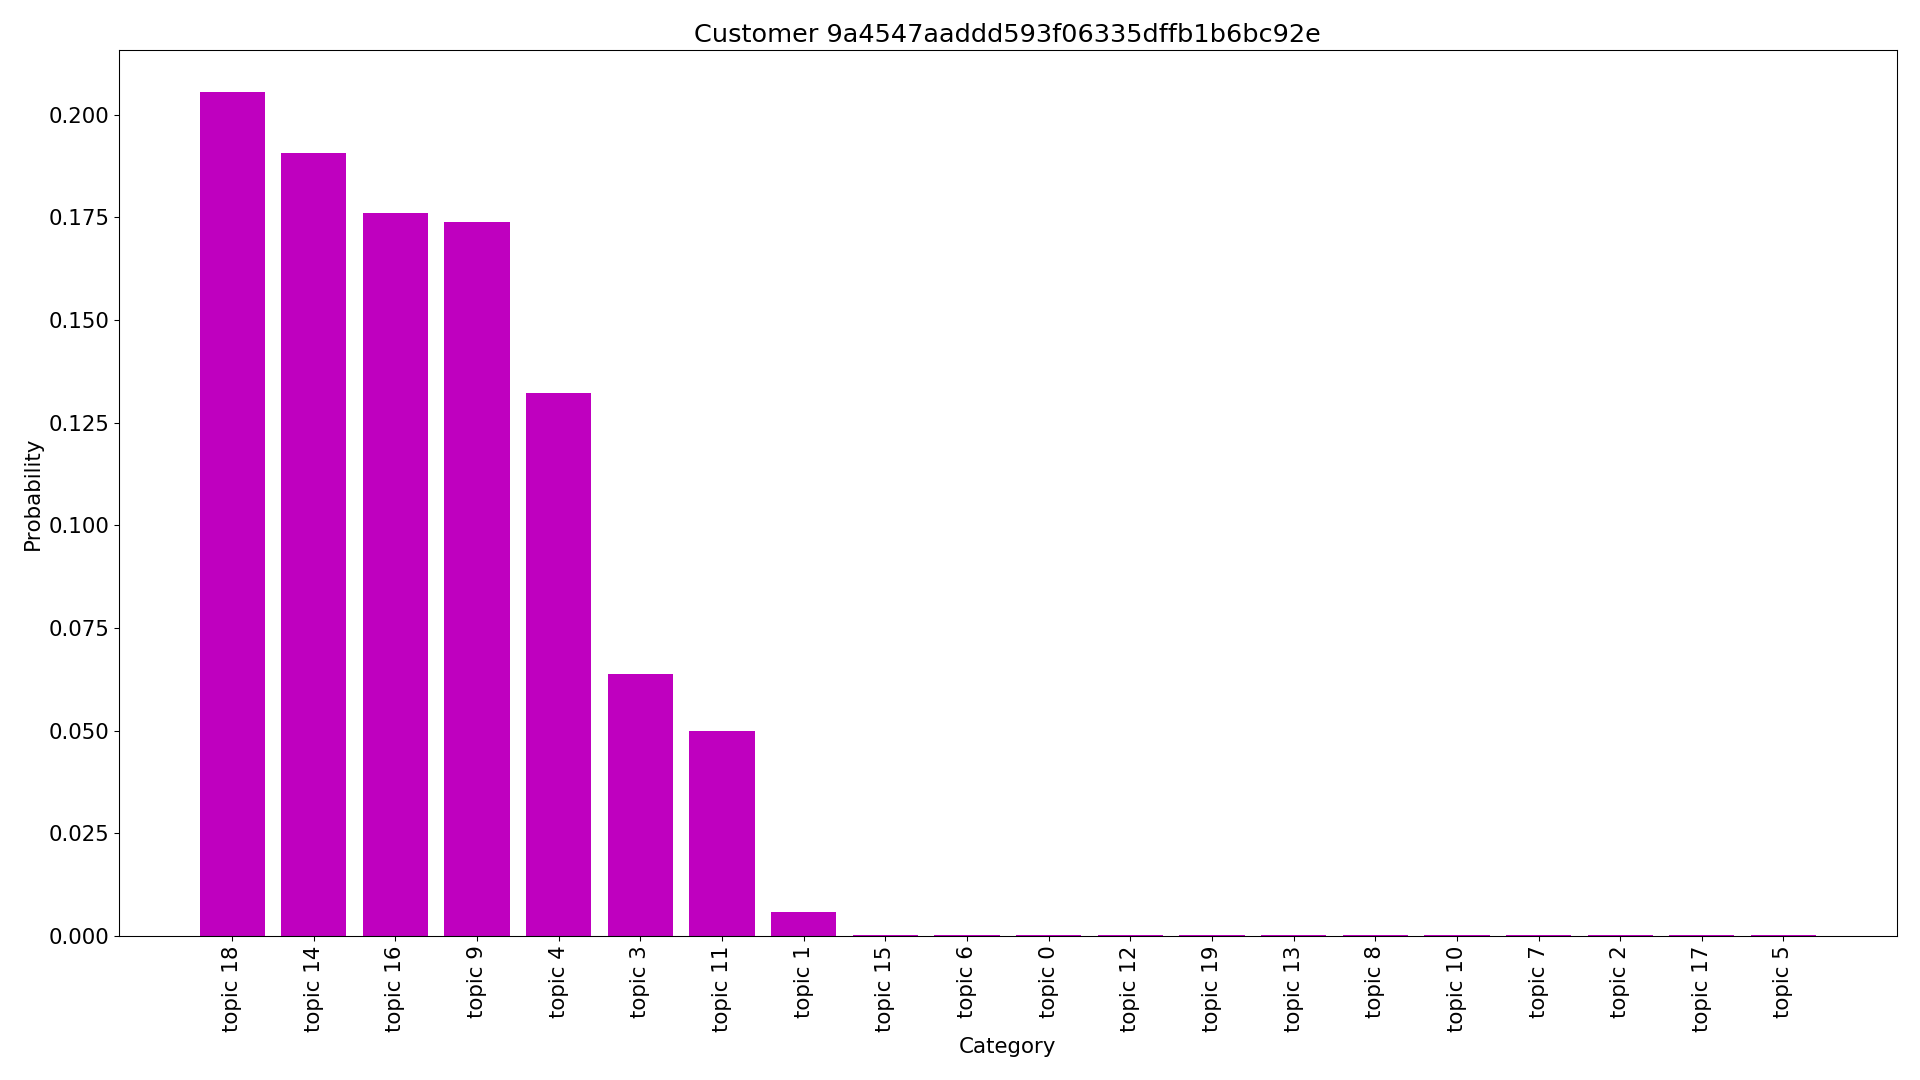 Customer 9a4547aaddd593f06335dffb1b6bc92e
0.200
0.175
0.150
0.125
0.100
0.075
0.050
0.025
0.000
Probability
topic 18
topic 14
topic 16
topic 9
topic 4
topic 3
topic 11
topic 1
topic 15
topic 6
topic 0
topic 12
topic 19
topic 13
topic 8
topic 10
topic 7
topic 2
topic 17
topic 5
Category